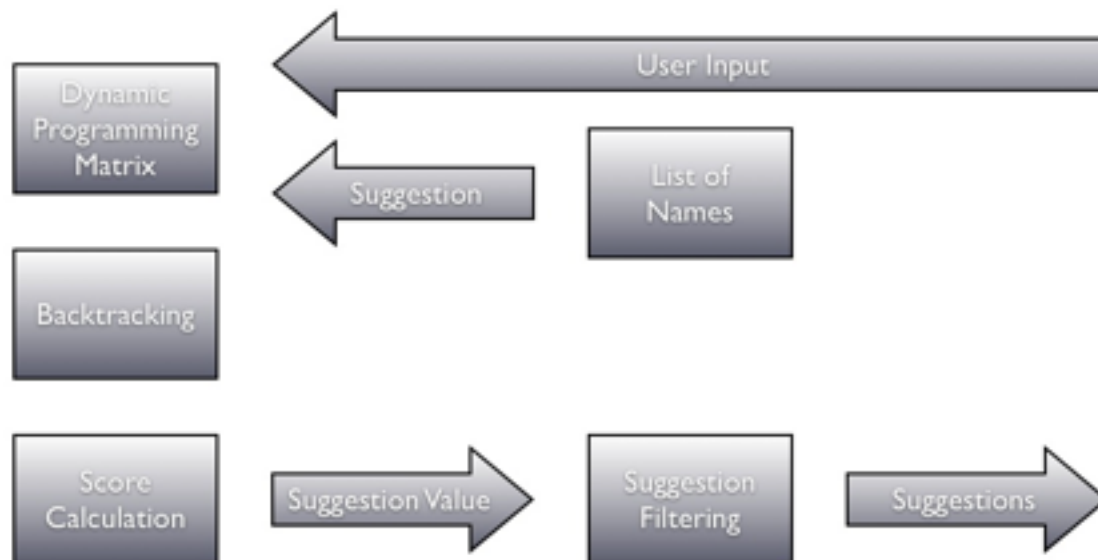 User Input
Dynamic
Programming
Matrix
Suggestion
List of
Names
Backtracking
Score
Calculation
Suggestion Value
Suggestion
Filtering
Suggestions